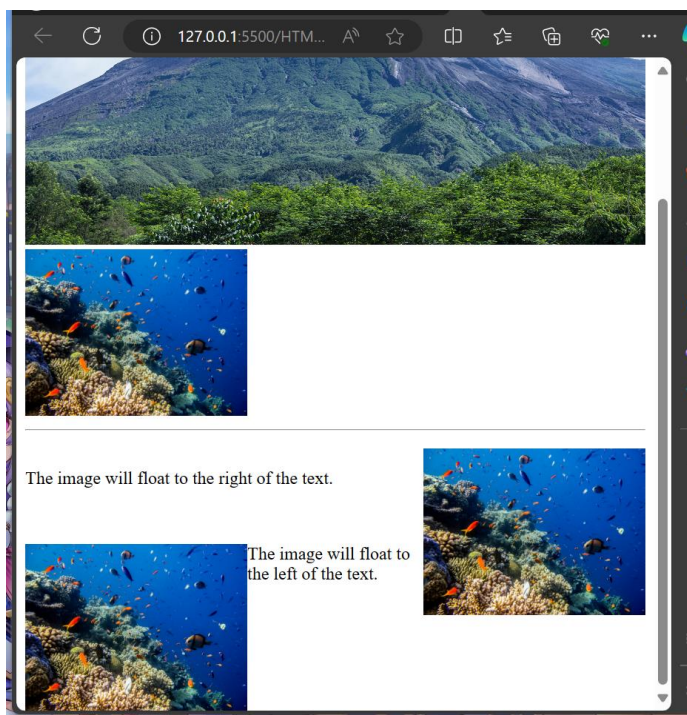 127.0.0.1:5500/HTM...
The image will float to the right of the text.
The image will float to
the left of the text.